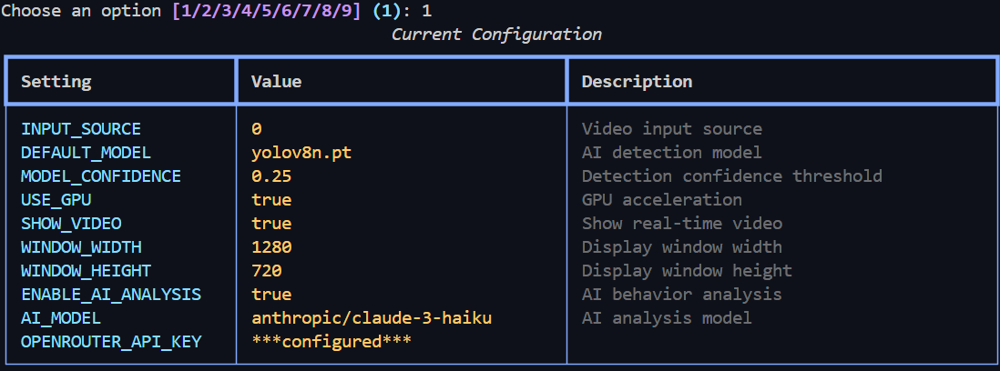 Choose an option [1/2/3/4/5/6/7/8/9] (1): 1
Current Configuration
Setting Value Description
INPUT_SOURCE 0 Video input source
DEFAULT_MODEL yolov8n.pt AI detection model
MODEL_CONFIDENCE 0.25 Detection confidence threshold
USE_GPU true GPU acceleration
SHOW_VIDEO true Show real-time video
WINDOW_WIDTH 1280 Display window width
WINDOW_HEIGHT 720 Display window height
ENABLE_AI_ANALYSIS true AI behavior analysis
AI_MODEL anthropic/claude-3-haiku AI analysis model
OPENROUTER_API_KEY ***configured***